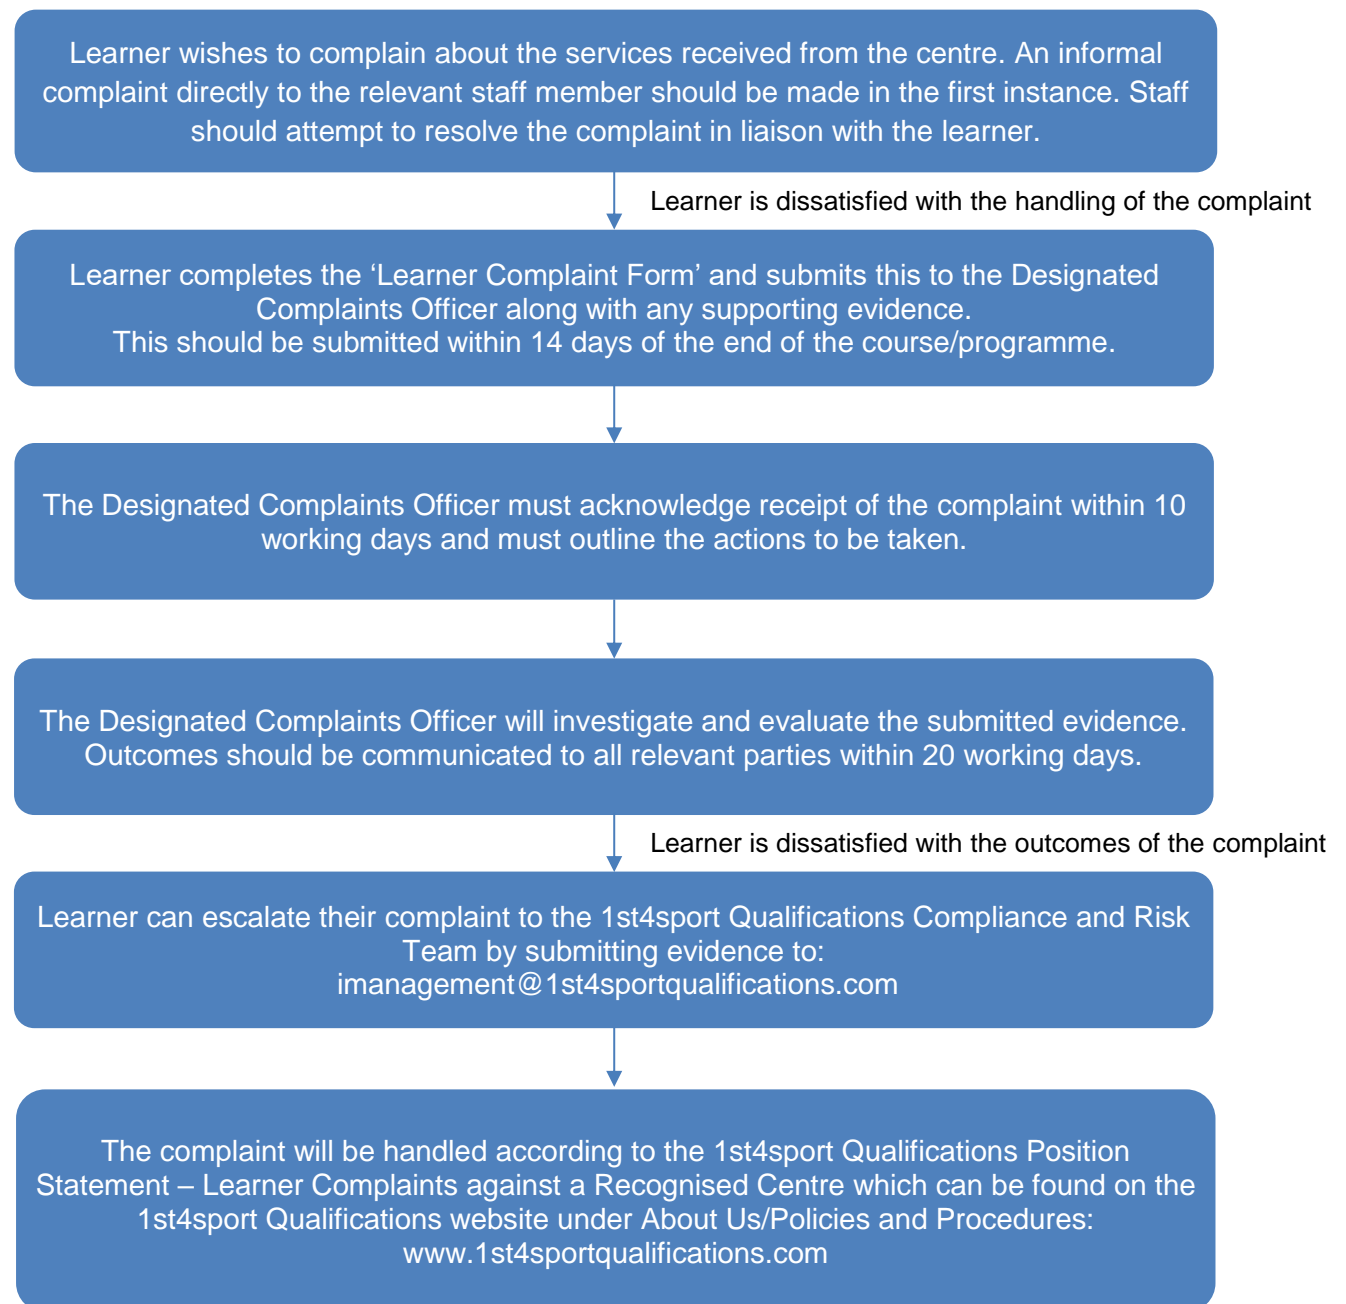 Learner wishes to complain about the services received from the centre. An informal
complaint directly to the relevant staff member should be made in the first instance. Staff
should attempt to resolve the complaint in liaison with the learner.
Learner is dissatisfied with the handling of the complaint
Learner completes the ‘Learner Complaint Form’ and submits this to the Designated
Complaints Officer along with any supporting evidence.
This should be submitted within 14 days of the end of the course/programme.
The Designated Complaints Officer must acknowledge receipt of the complaint within 10
working days and must outline the actions to be taken.
The Designated Complaints Officer will investigate and evaluate the submitted evidence.
Outcomes should be communicated to all relevant parties within 20 working days.
Learner is dissatisfied with the outcomes of the complaint
Learner can escalate their complaint to the 1st4sport Qualifications Compliance and Risk
Team by submitting evidence to:
imanagement@1st4sportqualifications.com
The complaint will be handled according to the 1st4sport Qualifications Position
Statement – Learner Complaints against a Recognised Centre which can be found on the
1st4sport Qualifications website under About Us/Policies and Procedures:
www.1st4sportqualifications.com